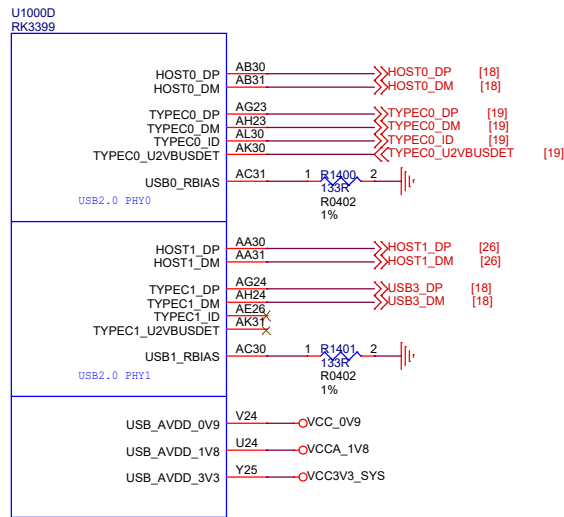 U1000D
RK3399
HOST0_DP AB30 HOST0_DP [18]
HOST0_DM AB31 HOST0_DM [18]
TYPEC0_DP AG23 TYPEC0_DP [19]
TYPEC0_DM AH23 TYPEC0_DM [19]
TYPEC0_ID AL30 TYPEC0_ID [19]
TYPEC0_U2VBUSDET AK30 TYPEC0_U2VBUSDET [19]
USB0_RBIAS AC31 1 R1400 2
133R
USB2.0 PHY0 R0402
1%
HOST1_DP AA30 HOST1_DP [26]
HOST1_DM AA31 HOST1_DM [26]
TYPEC1_DP AG24 USB3_DP [18]
TYPEC1_DM AH24 USB3_DM [18]
TYPEC1_ID AE26
TYPEC1_U2VBUSDET AK31
USB1_RBIAS AC30 1 R1401 2
133R
USB2.0 PHY1 R0402
1%
USB_AVDD_0V9 V24 VCC_0V9
USB_AVDD_1V8 U24 VCCA_1V8
USB_AVDD_3V3 Y25 VCC3V3_SYS